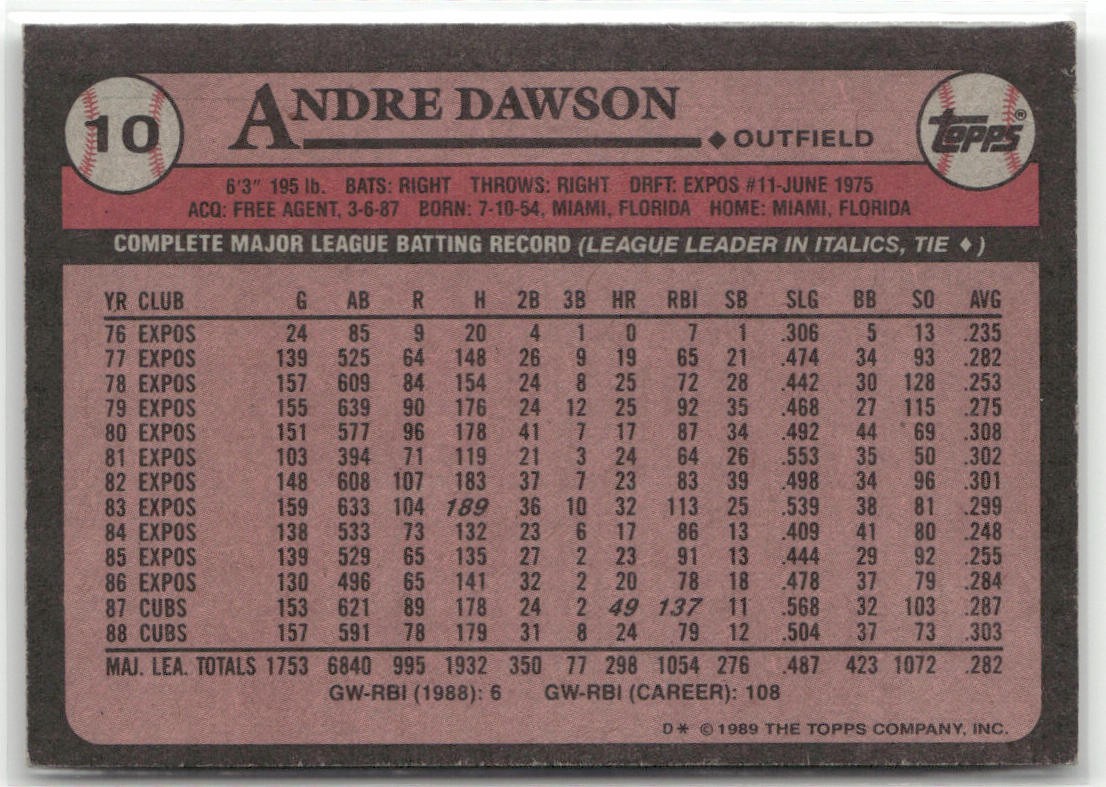 10 ANDRE DAWSON ◆ OUTFIELD TOPPS®
6'3" 195 lb. BATS: RIGHT THROWS: RIGHT DRFT: EXPOS #11-JUNE 1975
ACQ: FREE AGENT, 3-6-87 BORN: 7-10-54, MIAMI, FLORIDA HOME: MIAMI, FLORIDA
COMPLETE MAJOR LEAGUE BATTING RECORD (LEAGUE LEADER IN ITALICS, TIE ♦)
YR CLUB G AB R H 2B 3B HR RBI SB SLG BB SO AVG
76 EXPOS 24 85 9 20 4 1 0 7 1 .306 5 13 .235
77 EXPOS 139 525 64 148 26 9 19 65 21 .474 34 93 .282
78 EXPOS 157 609 84 154 24 8 25 72 28 .442 30 128 .253
79 EXPOS 155 639 90 176 24 12 25 92 35 .468 27 115 .275
80 EXPOS 151 577 96 178 41 7 17 87 34 .492 44 69 .308
81 EXPOS 103 394 71 119 21 3 24 64 26 .553 35 50 .302
82 EXPOS 148 608 107 183 37 7 23 83 39 .498 34 96 .301
83 EXPOS 159 633 104 189 36 10 32 113 25 .539 38 81 .299
84 EXPOS 138 533 73 132 23 6 17 86 13 .409 41 80 .248
85 EXPOS 139 529 65 135 27 2 23 91 13 .444 29 92 .255
86 EXPOS 130 496 65 141 32 2 20 78 18 .478 37 79 .284
87 CUBS 153 621 89 178 24 2 49 137 11 .568 32 103 .287
88 CUBS 157 591 78 179 31 8 24 79 12 .504 37 73 .303
MAJ. LEA. TOTALS 1753 6840 995 1932 350 77 298 1054 276 .487 423 1072 .282
GW-RBI (1988): 6 GW-RBI (CAREER): 108
D* ©1989 THE TOPPS COMPANY, INC.